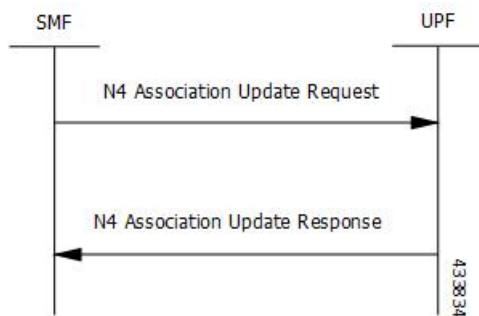 SMF
UPF
N4 Association Update Request
N4 Association Update Response
433834